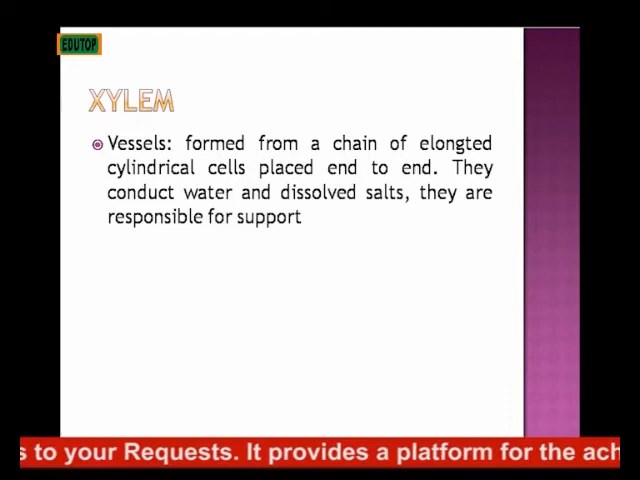 EDUTOP
XYLEM
Vessels: formed from a chain of elongted
cylindrical cells placed end to end. They
conduct water and dissolved salts, they are
responsible for support
s to your Requests. It provides a platform for the ach